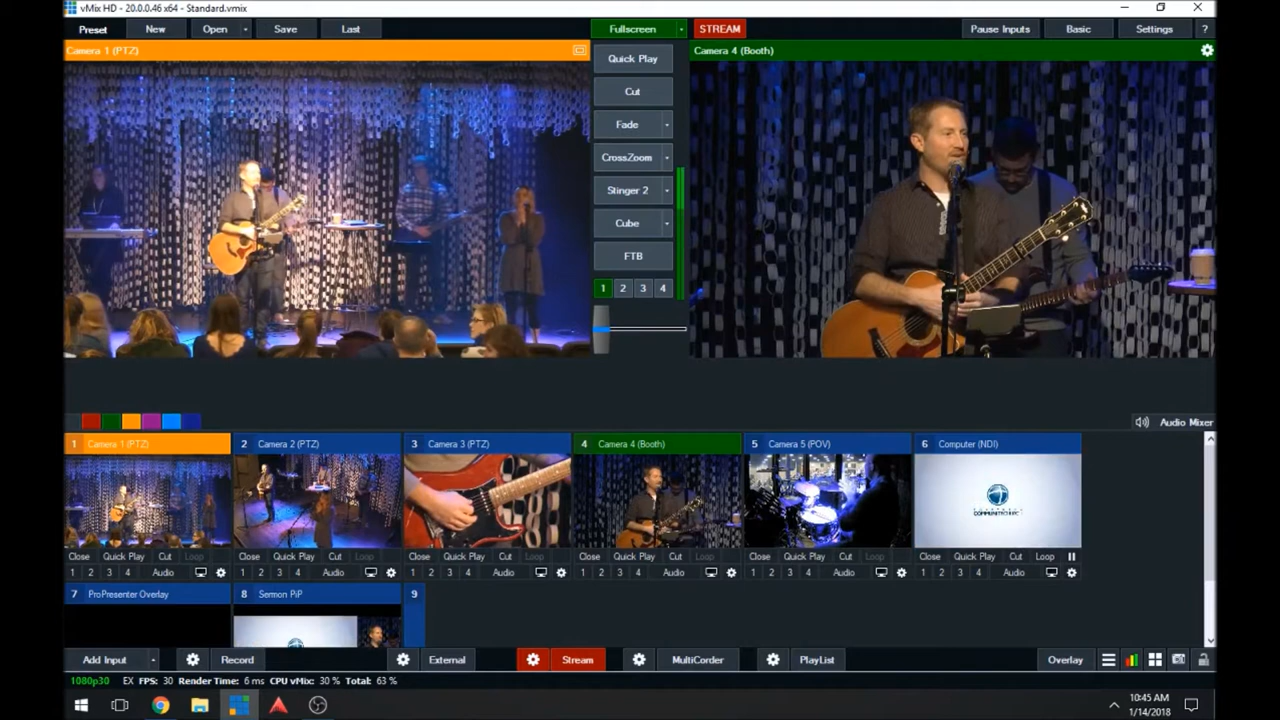 vMix HD - 20.0.0.46 x64 - Standard.vmix
Preset New Open Save Last Fullscreen STREAM Pause Inputs Basic Settings ?
Camera 1 (PTZ)
Quick Play
Cut
Fade
CrossZoom
Stinger 2
Cube
FTB
1 2 3 4
Camera 4 (Booth)
Audio Mixer
1 Camera 1 (PTZ) 2 Camera 2 (PTZ) 3 Camera 3 (PTZ) 4 Camera 4 (Booth) 5 Camera 5 (POV) 6 Computer (NDI)
Close Quick Play Cut Loop Close Quick Play Cut Loop Close Quick Play Cut Loop Close Quick Play Cut Loop Close Quick Play Cut Loop Close Quick Play Cut Loop
1 2 3 4 Audio 1 2 3 4 Audio 1 2 3 4 Audio 1 2 3 4 Audio 1 2 3 4 Audio 1 2 3 4 Audio
7 ProPresenter Overlay 8 Sermon PiP 9
Add Input Record External Stream MultiCorder PlayList Overlay
1080p30 EX FPS: 30 Render Time: 6 ms CPU vMix: 30 % Total: 63 %
10:45 AM
1/14/2018